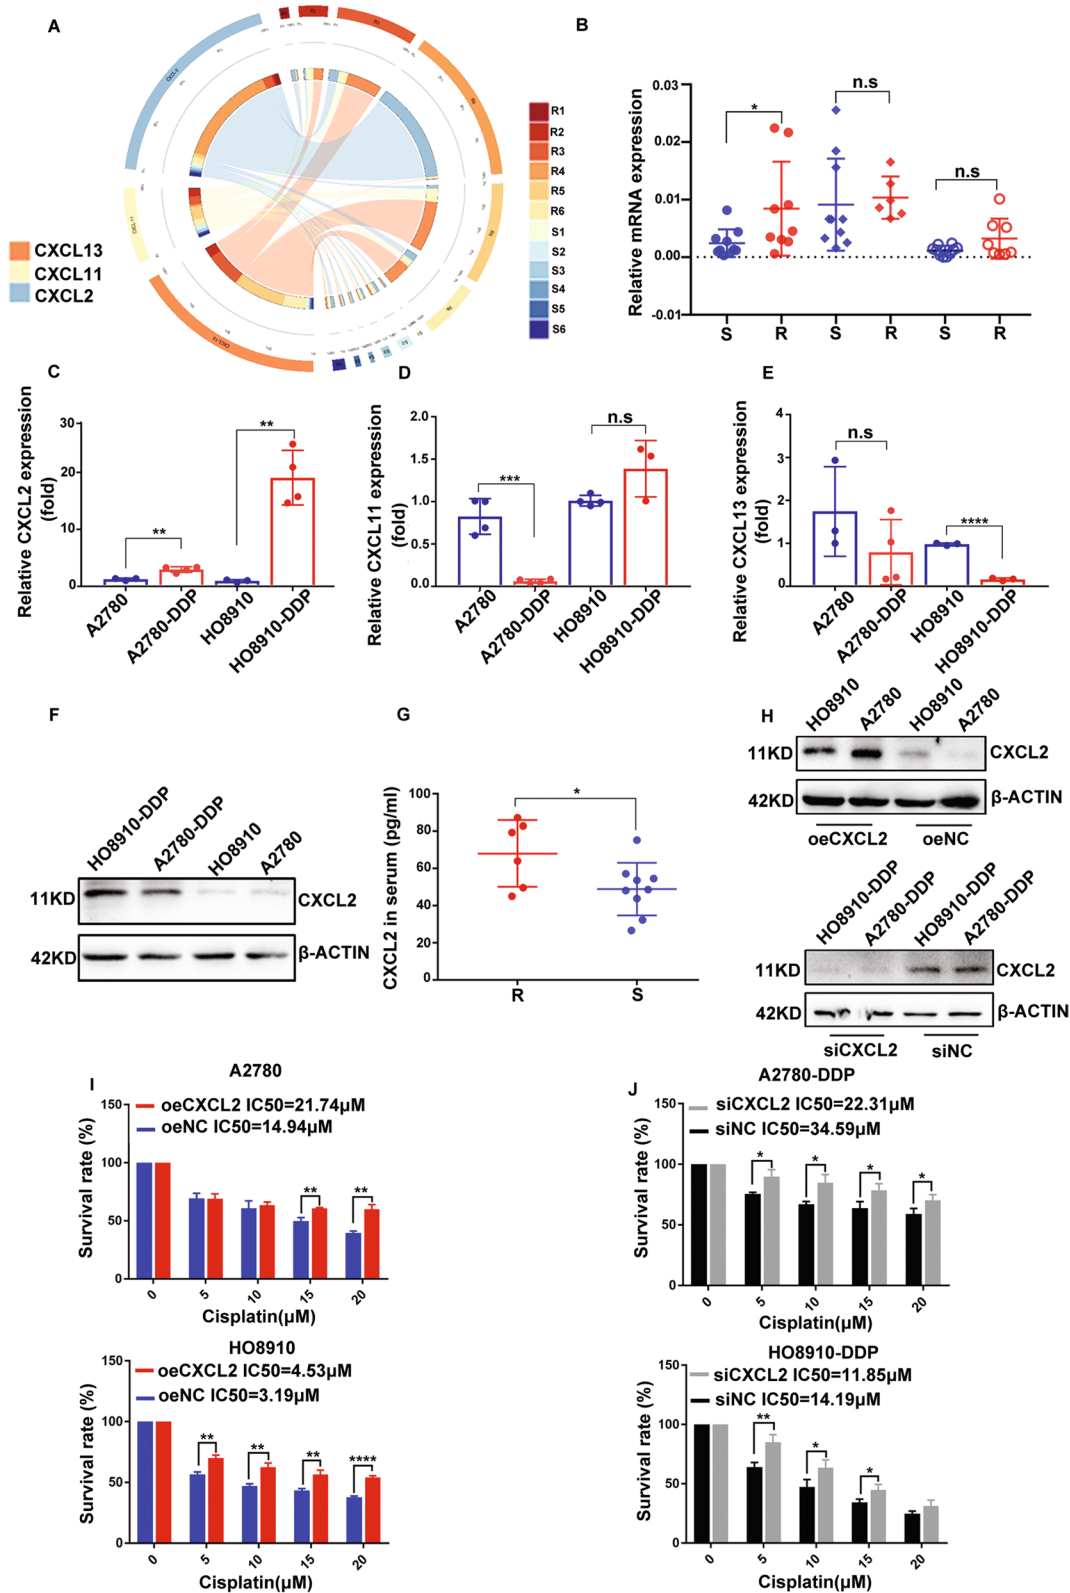 A
R1
R2
R3
R4
R5
R6
S1
S2
S3
S4
S5
S6
CXCL13
CXCL11
CXCL2
B
Relative mRNA expression
0.03
0.02
0.01
0.00
-0.01
*
n.s
n.s
S R S R S R
C
Relative CXCL2 expression
(fold)
30
20
10
0
**
**
A2780
A2780-DDP
HO8910
HO8910-DDP
D
Relative CXCL11 expression
(fold)
2.0
1.5
1.0
0.5
0.0
***
n.s
A2780
A2780-DDP
HO8910
HO8910-DDP
E
Relative CXCL13 expression
(fold)
4
3
2
1
0
n.s
****
A2780
A2780-DDP
HO8910
HO8910-DDP
F
HO8910-DDP
A2780-DDP
HO8910
A2780
11KD
CXCL2
42KD
β-ACTIN
G
CXCL2 in serum (pg/ml)
100
80
60
40
20
0
*
R S
H
HO8910
A2780
HO8910
A2780
11KD
CXCL2
42KD
β-ACTIN
oeCXCL2 oeNC
HO8910-DDP
A2780-DDP
HO8910-DDP
A2780-DDP
11KD
CXCL2
42KD
β-ACTIN
siCXCL2 siNC
I
A2780
oeCXCL2 IC50=21.74μM
oeNC IC50=14.94μM
Survival rate (%)
150
100
50
0
**
**
0 5 10 15 20
Cisplatin(μM)
HO8910
oeCXCL2 IC50=4.53μM
oeNC IC50=3.19μM
Survival rate (%)
150
100
50
0
**
**
**
****
0 5 10 15 20
Cisplatin(μM)
J
A2780-DDP
siCXCL2 IC50=22.31μM
siNC IC50=34.59μM
Survival rate (%)
150
100
50
0
*
*
*
*
0 5 10 15 20
Cisplatin(μM)
HO8910-DDP
siCXCL2 IC50=11.85μM
siNC IC50=14.19μM
Survival rate (%)
150
100
50
0
**
*
*
0 5 10 15 20
Cisplatin(μM)